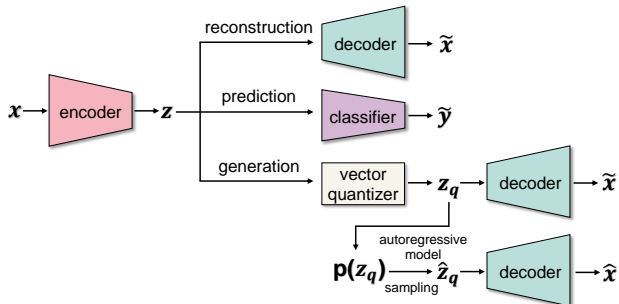 reconstruction
decoder
x̃
x
encoder
z
prediction
classifier
ỹ
generation
vector
quantizer
z_q
decoder
x̃
autoregressive
model
p(z_q)
sampling
ẑ_q
decoder
x̂